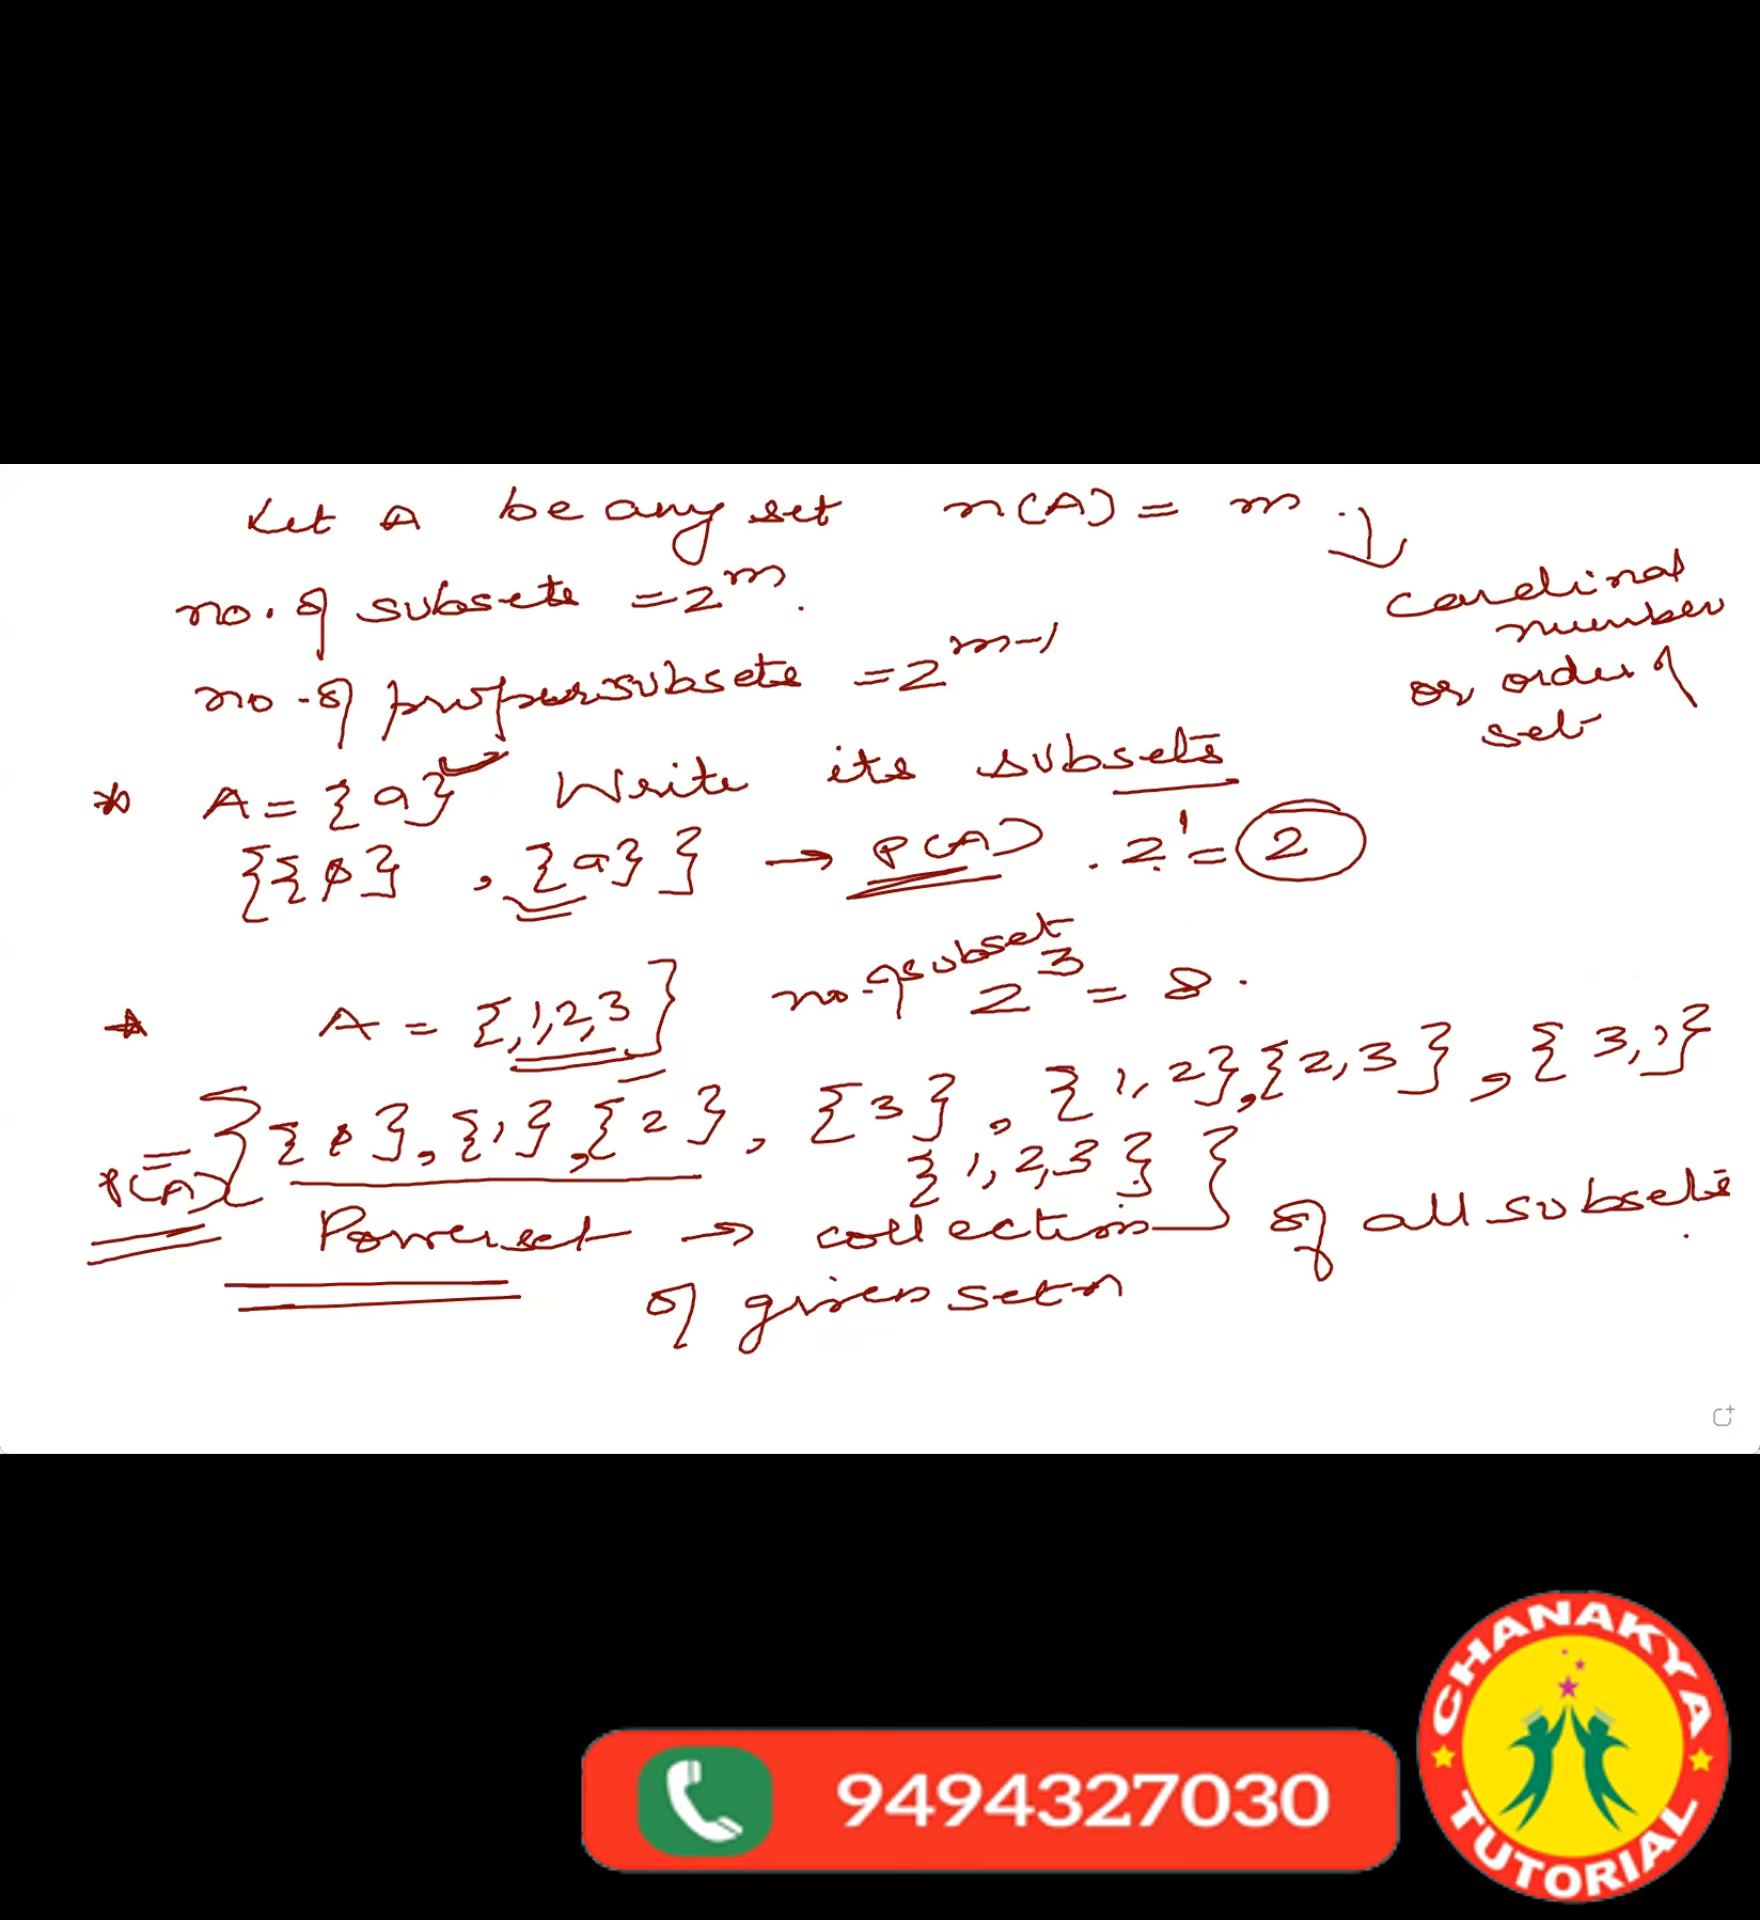 Let A be any set n(A) = m.
cardinal
number
or order of
set
no. of subsets = 2^m.
no. of proper subsets = 2^m-1
* A = {a} Write its subsets
{{φ}, {a}} → P(A). 2^1 = 2
* A = {1,2,3} no. of subset 2^3 = 8.
P(A) = {{φ}, {1}, {2}, {3}, {1,2}, {2,3}, {3,1}
{1,2,3}}
Powerset → collection of all subsets.
of given set
CHANAKYA
TUTORIAL
9494327030